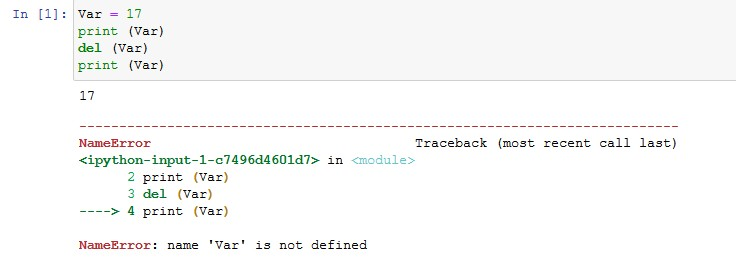 In [1]: Var = 17
print (Var)
del (Var)
print (Var)
17
---------------------------------------------------------------------------
NameError Traceback (most recent call last)
<ipython-input-1-c7496d4601d7> in <module>
2 print (Var)
3 del (Var)
----> 4 print (Var)
NameError: name 'Var' is not defined